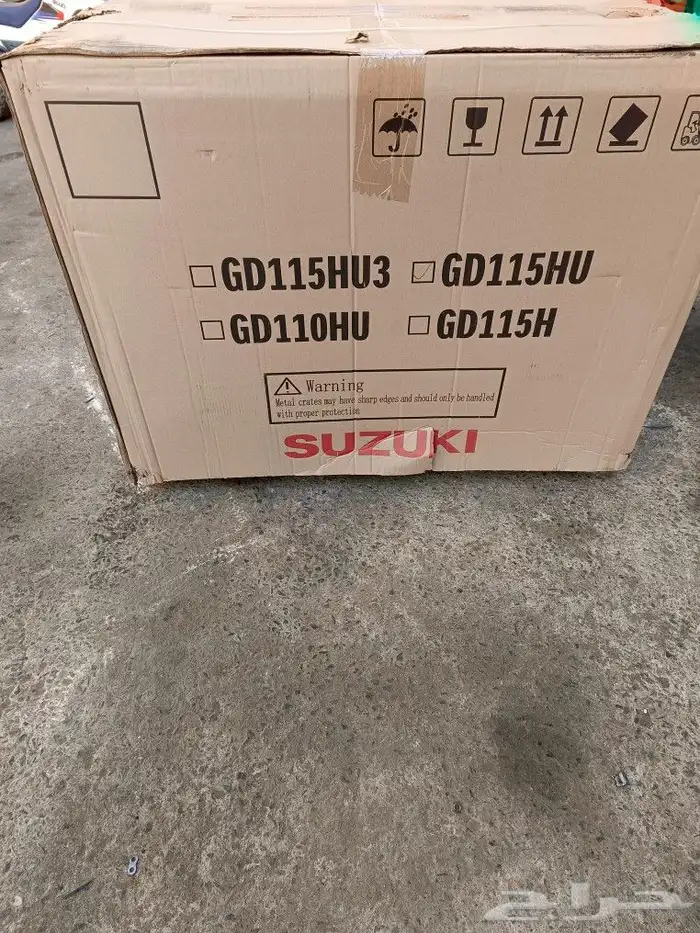 GD115HU3 GD115HU
GD110HU GD115H
Warning
Metal crates may have sharp edges and should only be handled
with proper protection
SUZUKI
حراج